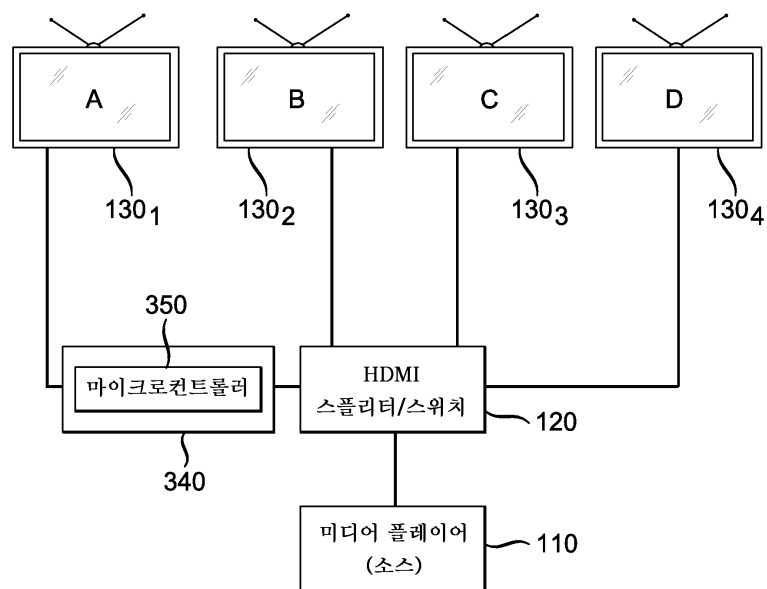 A
B
C
D
130₁
130₂
130₃
130₄
350
마이크로컨트롤러
340
HDMI
스플리터/스위치
120
미디어 플레이어
(소스)
110